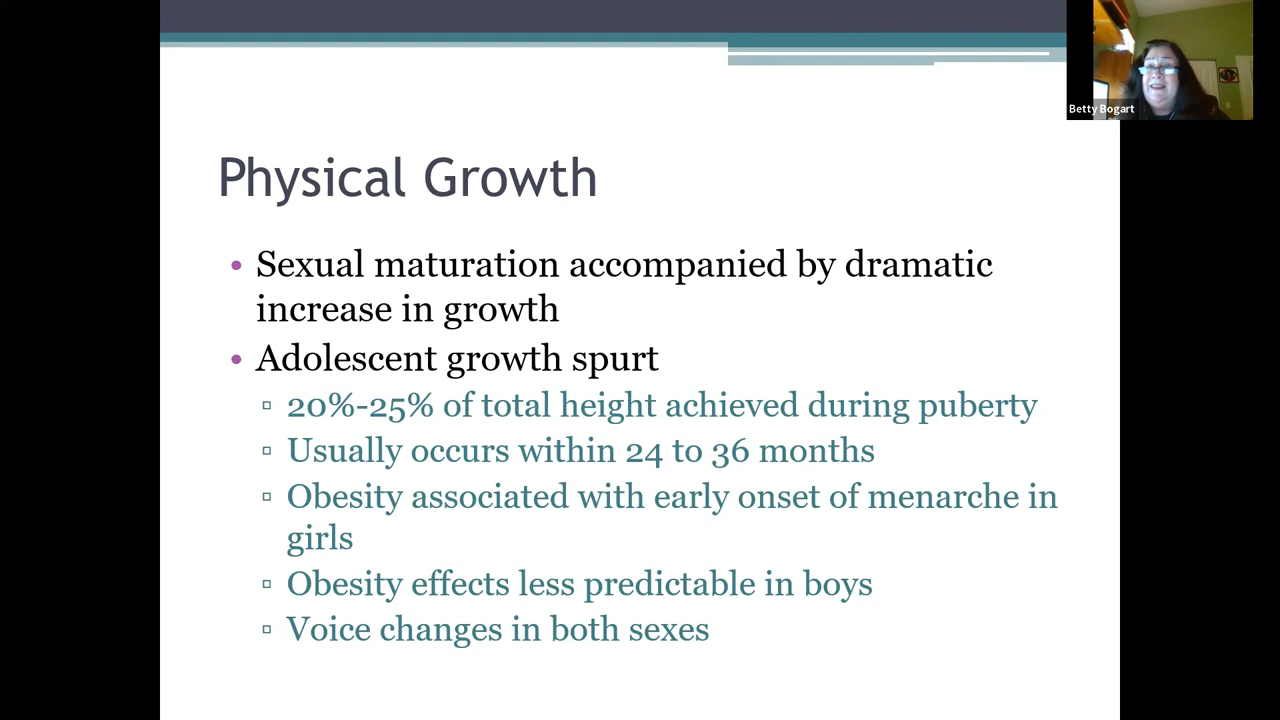 Betty Bogart
Physical Growth
• Sexual maturation accompanied by dramatic
increase in growth
• Adolescent growth spurt
▫ 20%-25% of total height achieved during puberty
▫ Usually occurs within 24 to 36 months
▫ Obesity associated with early onset of menarche in
girls
▫ Obesity effects less predictable in boys
▫ Voice changes in both sexes